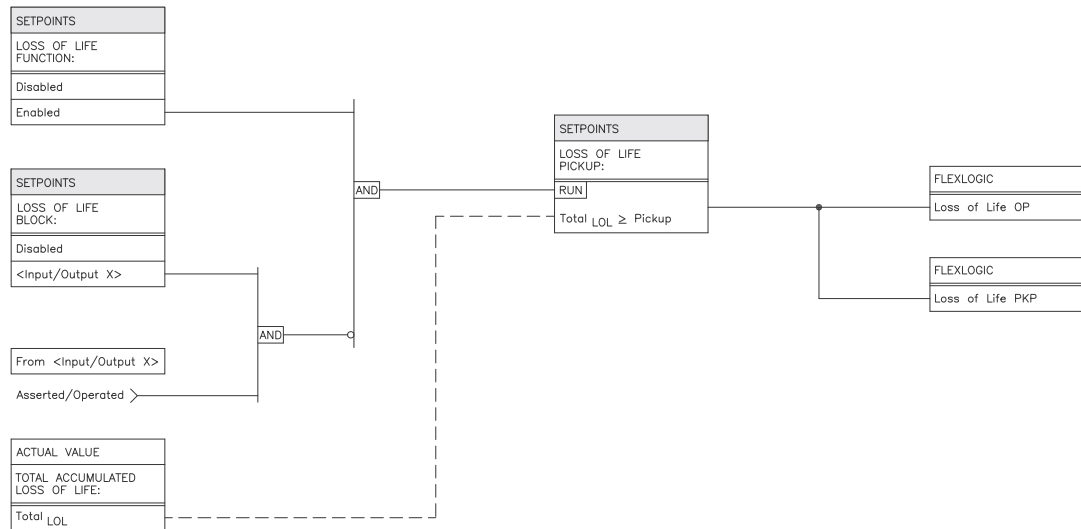 SETPOINTS
LOSS OF LIFE
FUNCTION:
Disabled
Enabled
SETPOINTS
LOSS OF LIFE
BLOCK:
Disabled
<Input/Output X>
AND
From <Input/Output X>
Asserted/Operated
ACTUAL VALUE
TOTAL ACCUMULATED
LOSS OF LIFE:
Total LOL
AND
SETPOINTS
LOSS OF LIFE
PICKUP:
RUN
Total LOL ≥ Pickup
FLEXLOGIC
Loss of Life OP
FLEXLOGIC
Loss of Life PKP